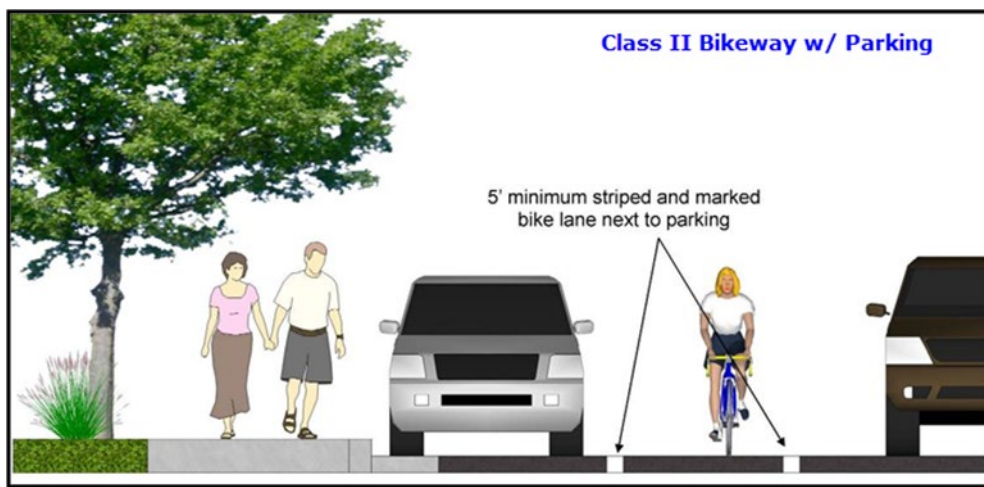 Class II Bikeway w/ Parking
5' minimum striped and marked
bike lane next to parking